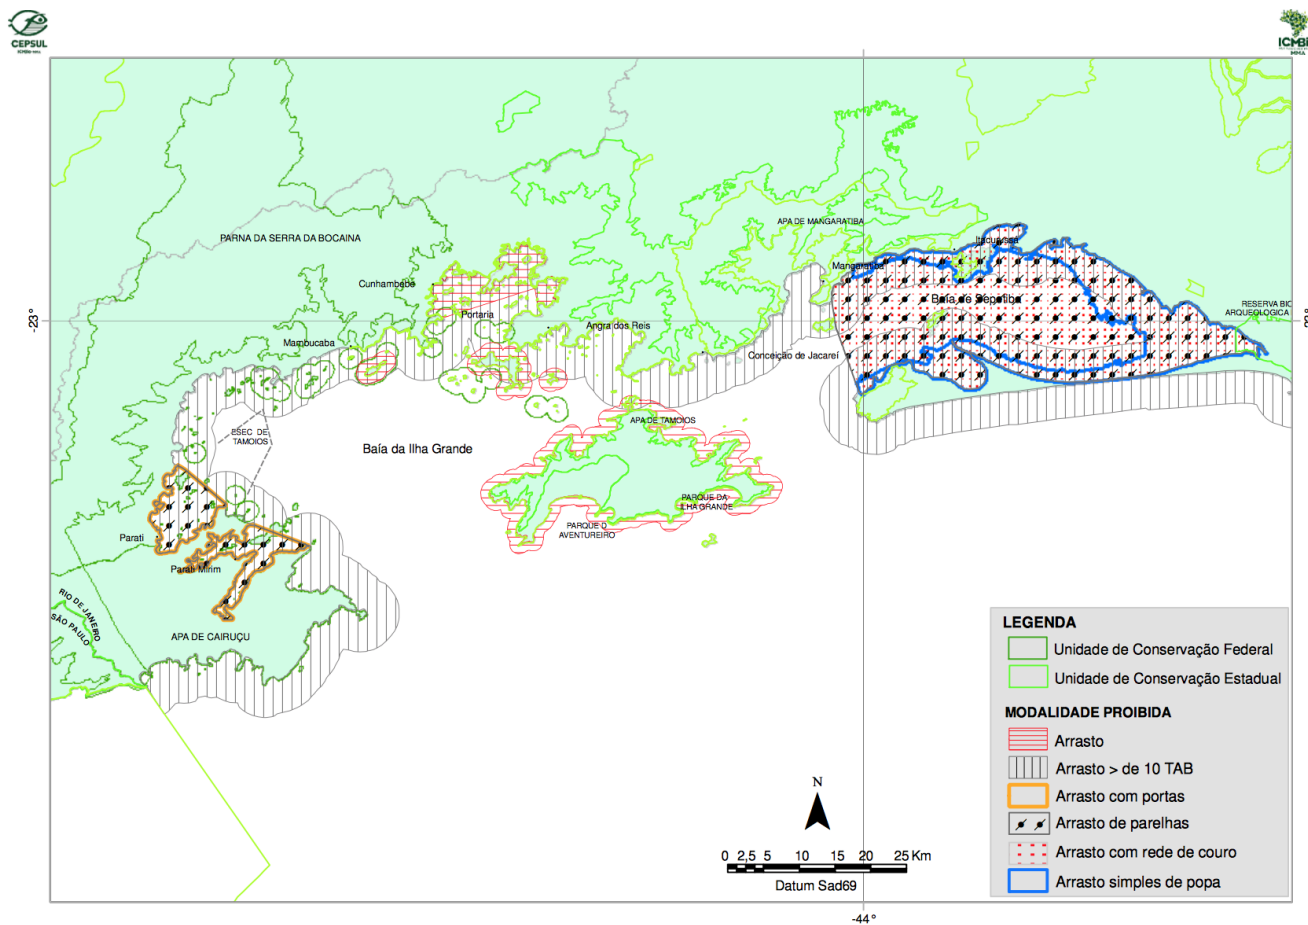 CEPSUL
ICMBio
MMA
PARNA DA SERRA DA BOCAINA
APA DE MANGARATIBA
Itacurussa
Mangaratiba
Cunhambebe
Baía de Sepetiba
-23°
Portaria
Angra dos Reis
RESERVA BIO
ARQUEOLOGICA
Mambucaba
Conceição de Jacareí
ESEC DE
TAMOIOS
APA DE TAMOIOS
Baía da Ilha Grande
PARQUE DA
ILHA GRANDE
PARQUE D
AVENTUREIRO
Parati
Parati Mirim
RIO DE JANEIRO
SÃO PAULO
APA DE CAIRUÇU
LEGENDA
Unidade de Conservação Federal
Unidade de Conservação Estadual
MODALIDADE PROIBIDA
Arrasto
Arrasto > de 10 TAB
Arrasto com portas
Arrasto de parelhas
Arrasto com rede de couro
Arrasto simples de popa
N
0 2,5 5 10 15 20 25 Km
Datum Sad69
-44°